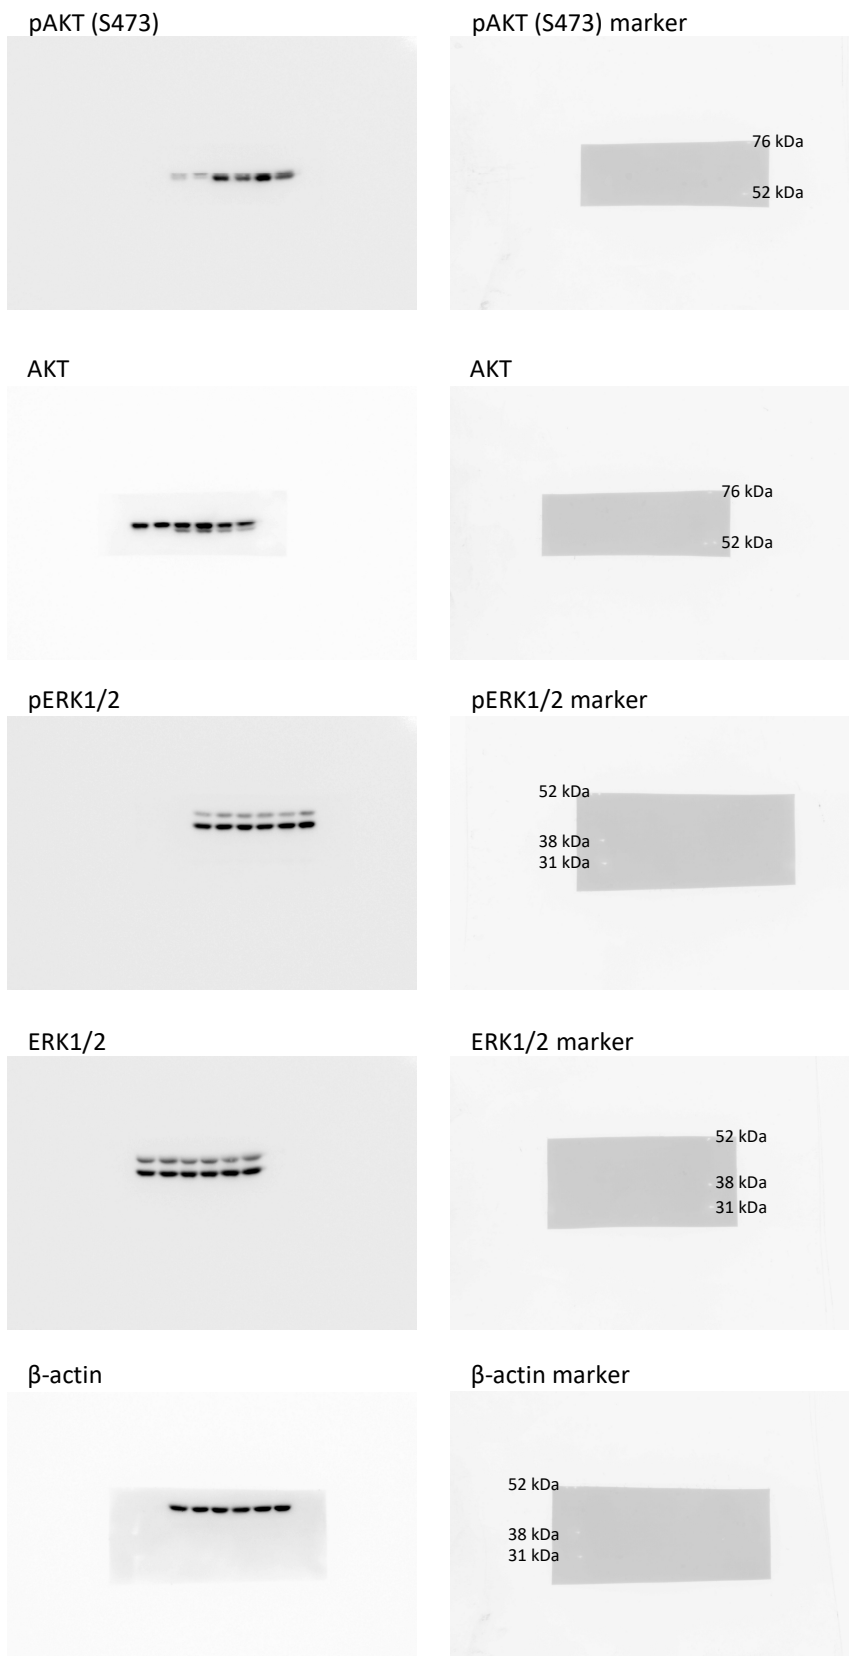 pAKT (S473)
pAKT (S473) marker
76 kDa
52 kDa
AKT
AKT
76 kDa
52 kDa
pERK1/2
pERK1/2 marker
52 kDa
38 kDa
31 kDa
ERK1/2
ERK1/2 marker
52 kDa
38 kDa
31 kDa
β-actin
β-actin marker
52 kDa
38 kDa
31 kDa